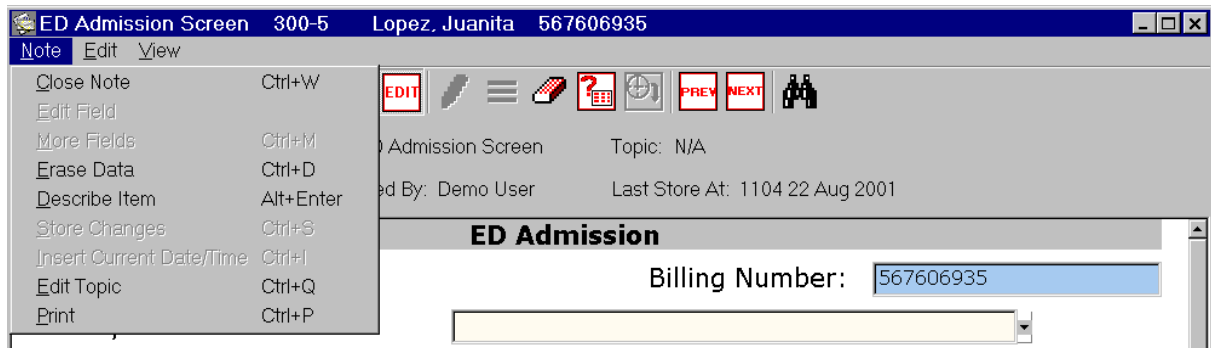 ED Admission Screen 300-5 Lopez, Juanita 567606935
Note Edit View
Close Note Ctrl+W
Edit Field
More Fields Ctrl+M
Erase Data Ctrl+D
Describe Item Alt+Enter
Store Changes Ctrl+S
Insert Current Date/Time Ctrl+I
Edit Topic Ctrl+Q
Print Ctrl+P
EDIT PREV NEXT
Admission Screen Topic: N/A
ed By: Demo User Last Store At: 1104 22 Aug 2001
ED Admission
Billing Number: 567606935